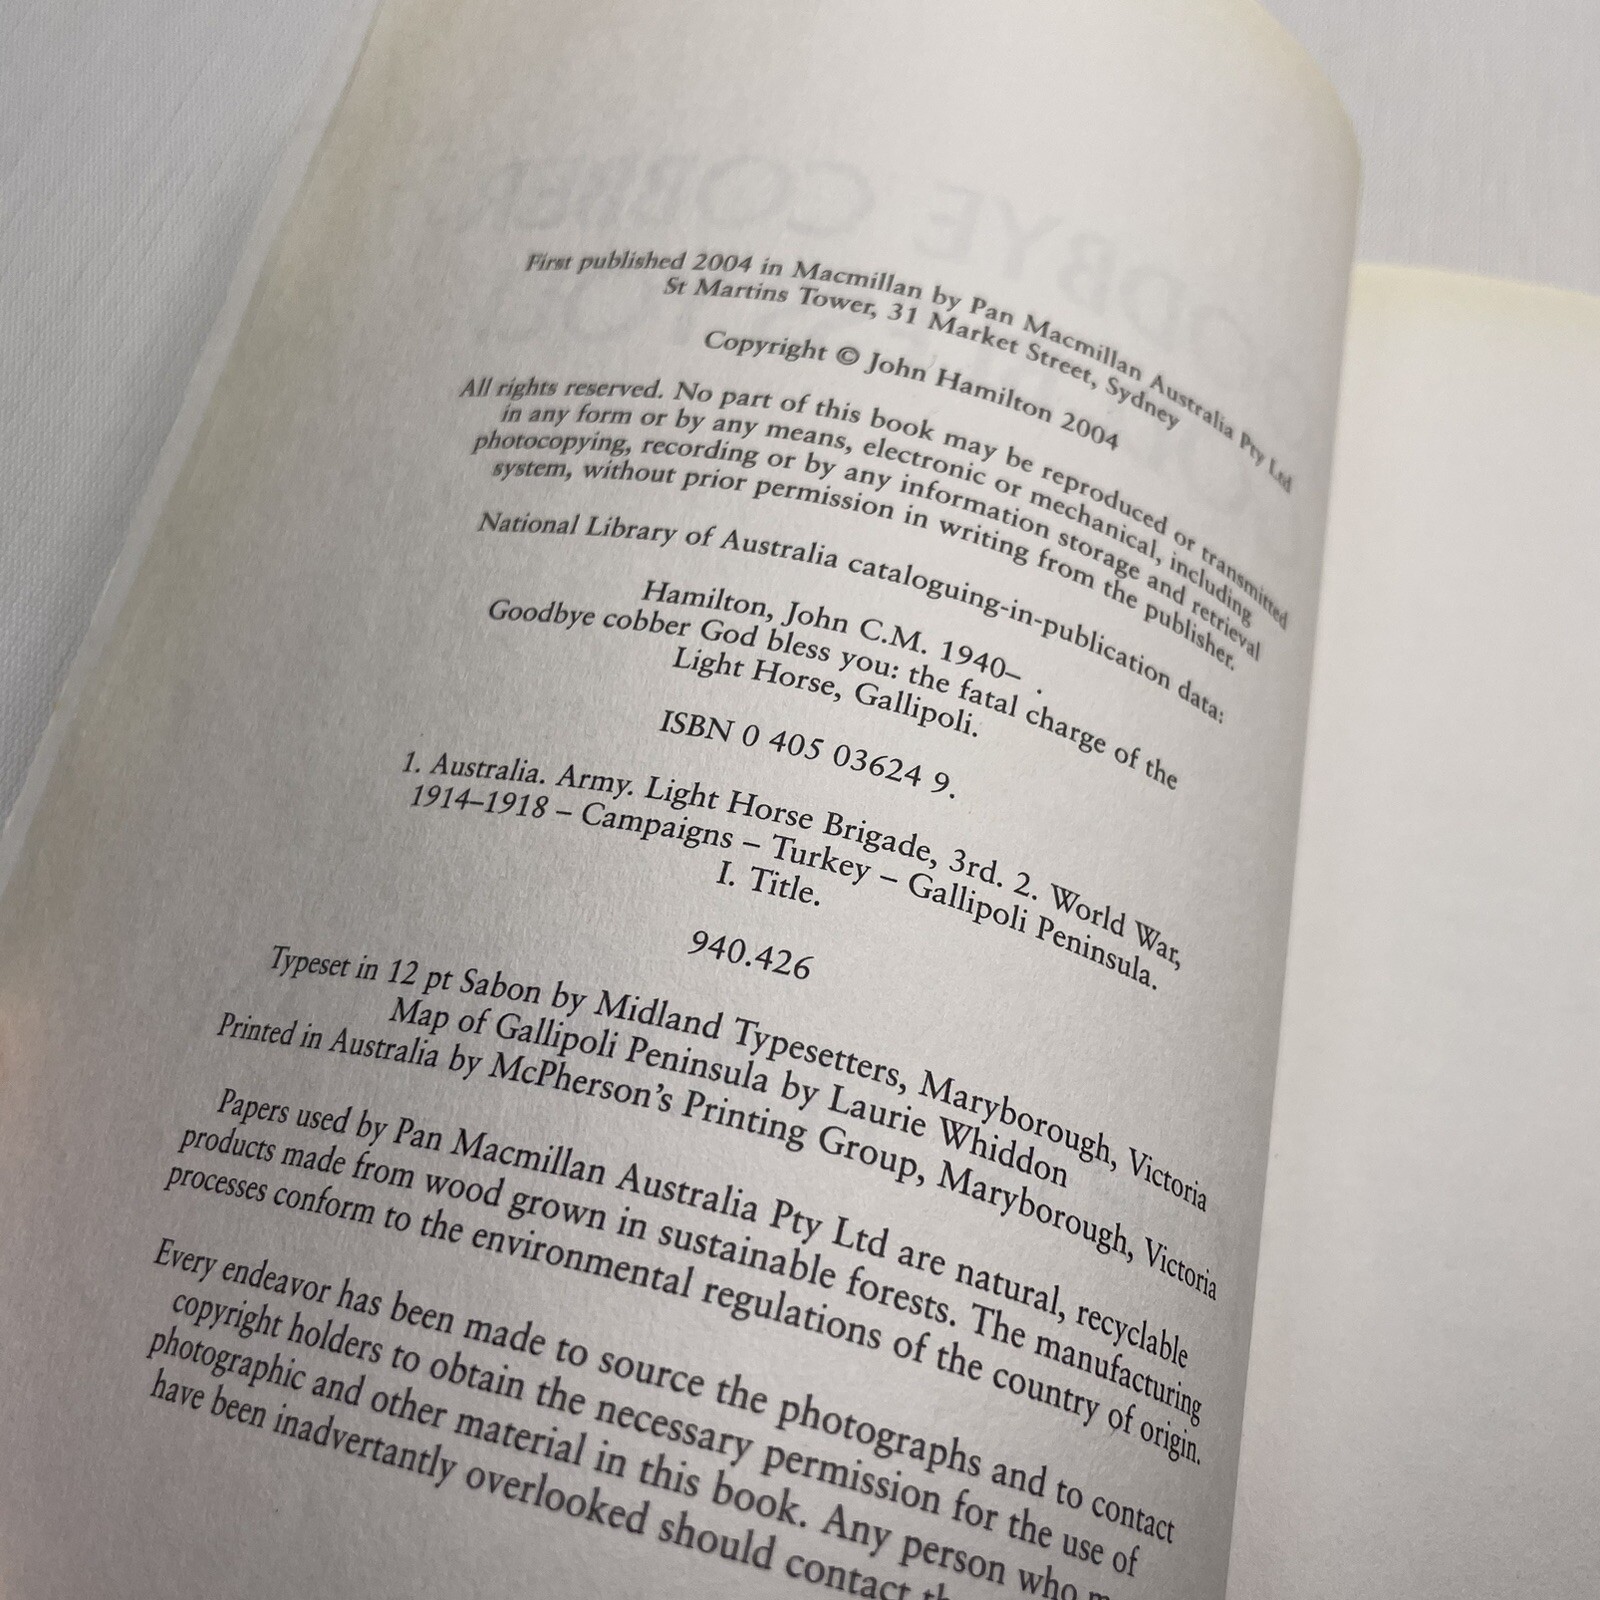 First published 2004 in Macmillan by Pan Macmillan Australia Pty Ltd
St Martins Tower, 31 Market Street, Sydney
Copyright © John Hamilton 2004
All rights reserved. No part of this book may be reproduced or transmitted
in any form or by any means, electronic or mechanical, including
photocopying, recording or by any information storage and retrieval
system, without prior permission in writing from the publisher.
National Library of Australia cataloguing-in-publication data:
Hamilton, John C.M. 1940– .
Goodbye cobber God bless you: the fatal charge of the
Light Horse, Gallipoli.
ISBN 0 405 03624 9.
1. Australia. Army. Light Horse Brigade, 3rd. 2. World War,
1914–1918 – Campaigns – Turkey – Gallipoli Peninsula.
I. Title.
940.426
Typeset in 12 pt Sabon by Midland Typesetters, Maryborough, Victoria
Map of Gallipoli Peninsula by Laurie Whiddon
Printed in Australia by McPherson's Printing Group, Maryborough, Victoria
Papers used by Pan Macmillan Australia Pty Ltd are natural, recyclable
products made from wood grown in sustainable forests. The manufacturing
processes conform to the environmental regulations of the country of origin.
Every endeavor has been made to source the photographs and to contact
copyright holders to obtain the necessary permission for the use of
photographic and other material in this book. Any person who
have been inadvertantly overlooked should contact